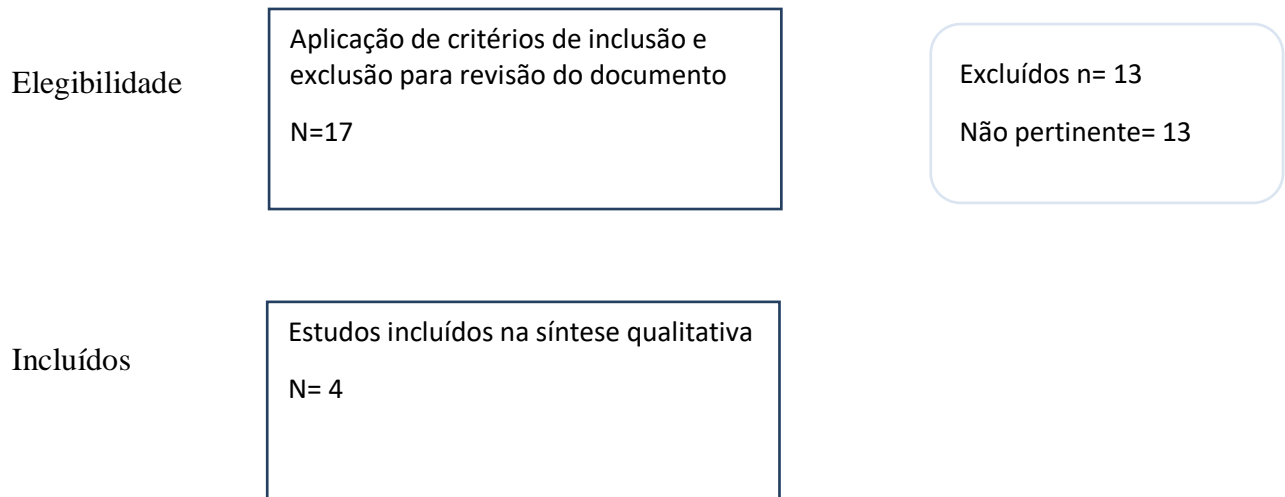 Elegibilidade
Aplicação de critérios de inclusão e
exclusão para revisão do documento
N=17
Excluídos n= 13
Não pertinente= 13
Incluídos
Estudos incluídos na síntese qualitativa
N= 4